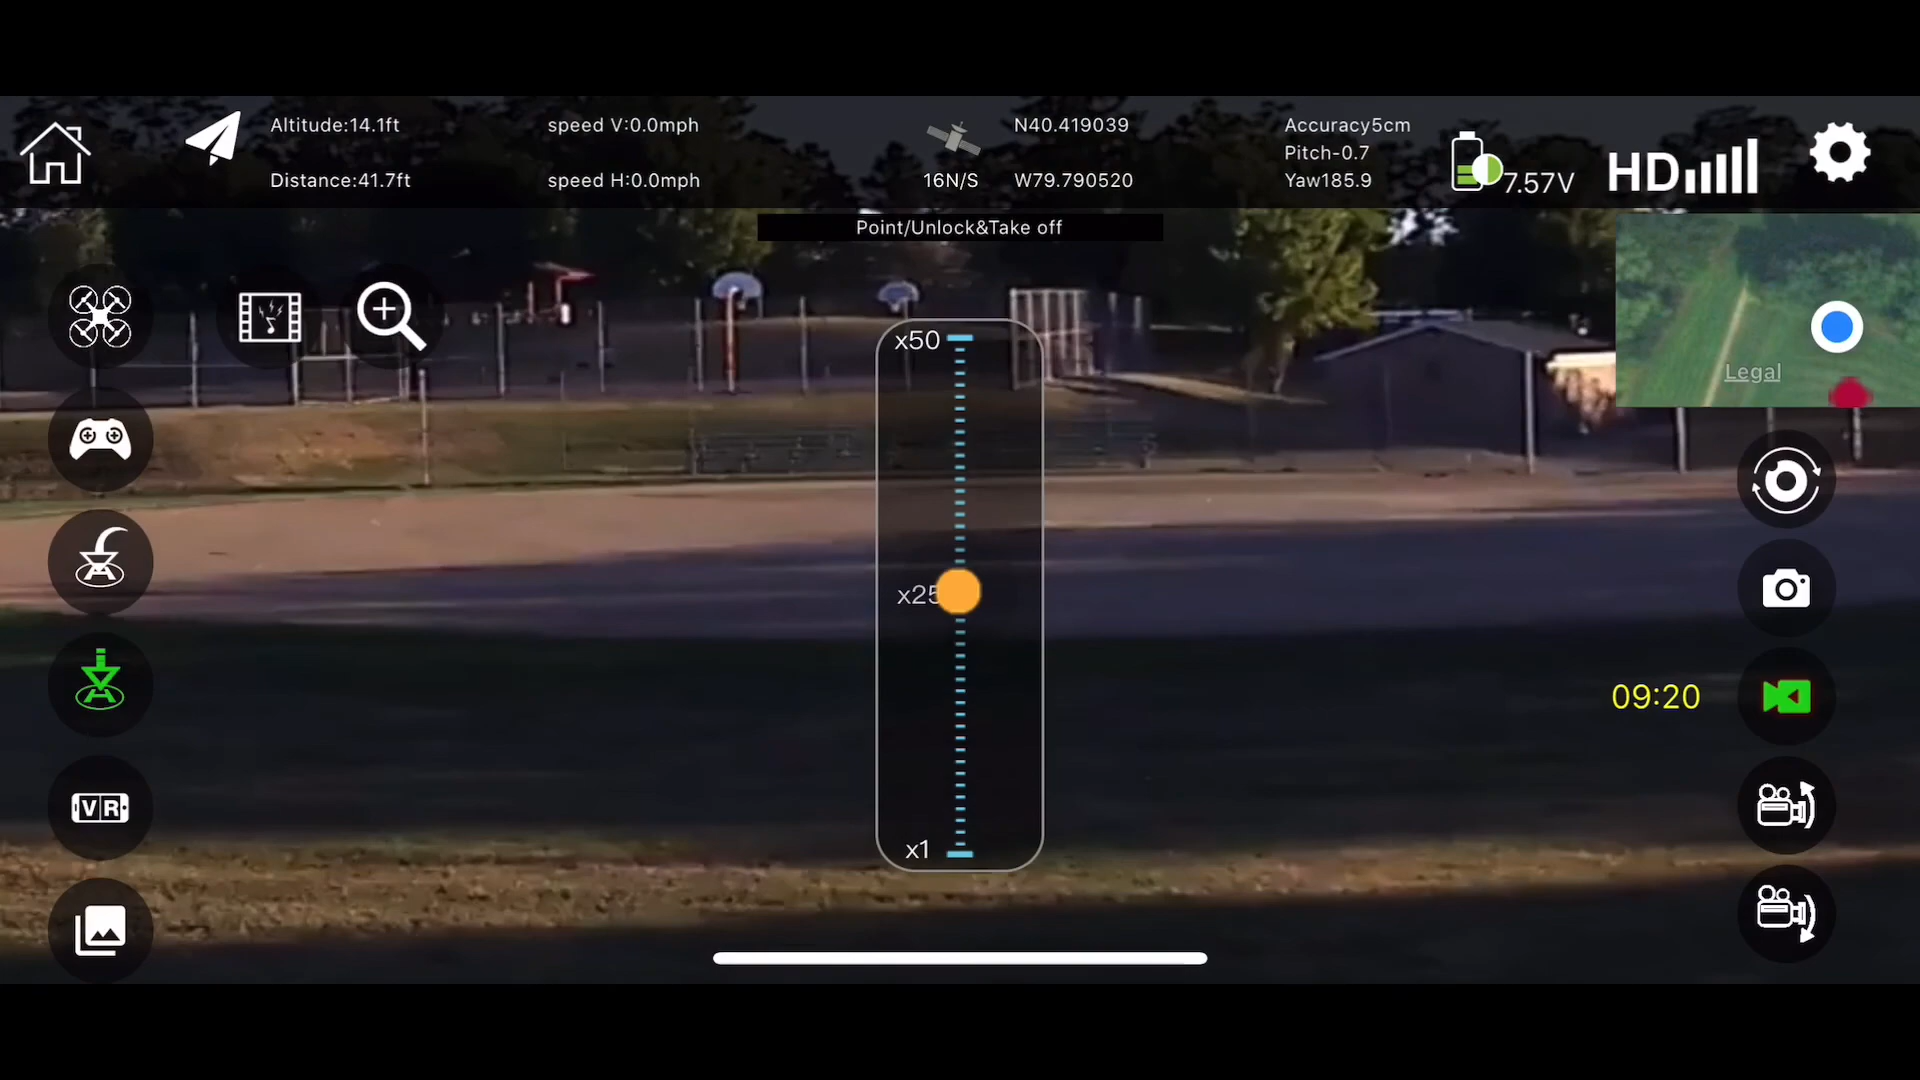 Altitude:14.1ft
Distance:41.7ft
speed V:0.0mph
speed H:0.0mph
16N/S
N40.419039
W79.790520
Accuracy5cm
Pitch-0.7
Yaw185.9
7.57V
HD
Point/Unlock&Take off
Legal
x50
x25
x1
09:20
VR